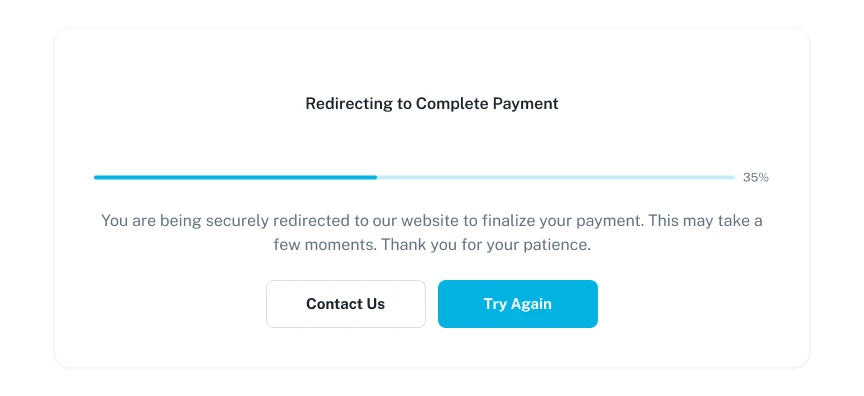 Redirecting to Complete Payment
35%
You are being securely redirected to our website to finalize your payment. This may take a
few moments. Thank you for your patience.
Contact Us
Try Again